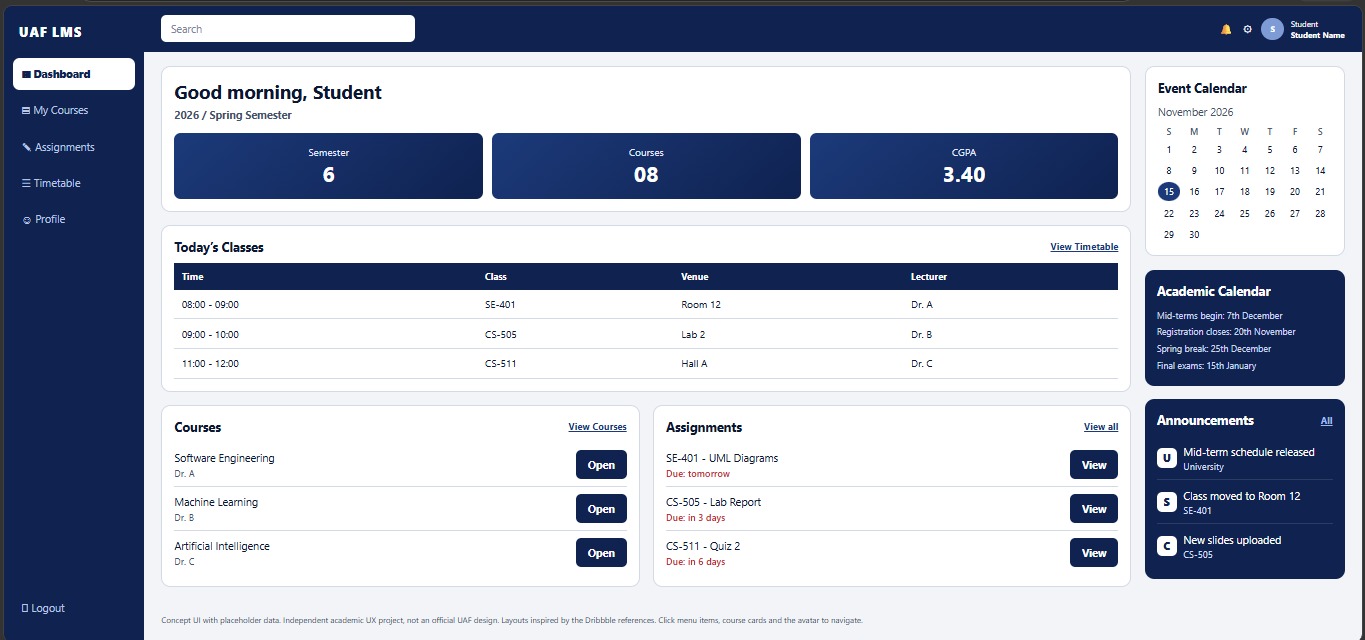 UAF LMS
Search
Student
S
Student Name
Dashboard
My Courses
Assignments
Timetable
Profile
Logout
Good morning, Student
2026 / Spring Semester
Semester
6
Courses
08
CGPA
3.40
Today's Classes
View Timetable
Time Class Venue Lecturer
08:00 - 09:00 SE-401 Room 12 Dr. A
09:00 - 10:00 CS-505 Lab 2 Dr. B
11:00 - 12:00 CS-511 Hall A Dr. C
Courses
View Courses
Software Engineering
Dr. A
Open
Machine Learning
Dr. B
Open
Artificial Intelligence
Dr. C
Open
Assignments
View all
SE-401 - UML Diagrams
Due: tomorrow
View
CS-505 - Lab Report
Due: in 3 days
View
CS-511 - Quiz 2
Due: in 6 days
View
Event Calendar
November 2026
S M T W T F S
1 2 3 4 5 6 7
8 9 10 11 12 13 14
15 16 17 18 19 20 21
22 23 24 25 26 27 28
29 30
Academic Calendar
Mid-terms begin: 7th December
Registration closes: 20th November
Spring break: 25th December
Final exams: 15th January
Announcements
All
U
Mid-term schedule released
University
S
Class moved to Room 12
SE-401
C
New slides uploaded
CS-505
Concept UI with placeholder data. Independent academic UX project, not an official UAF design. Layouts inspired by the Dribbble references. Click menu items, course cards and the avatar to navigate.